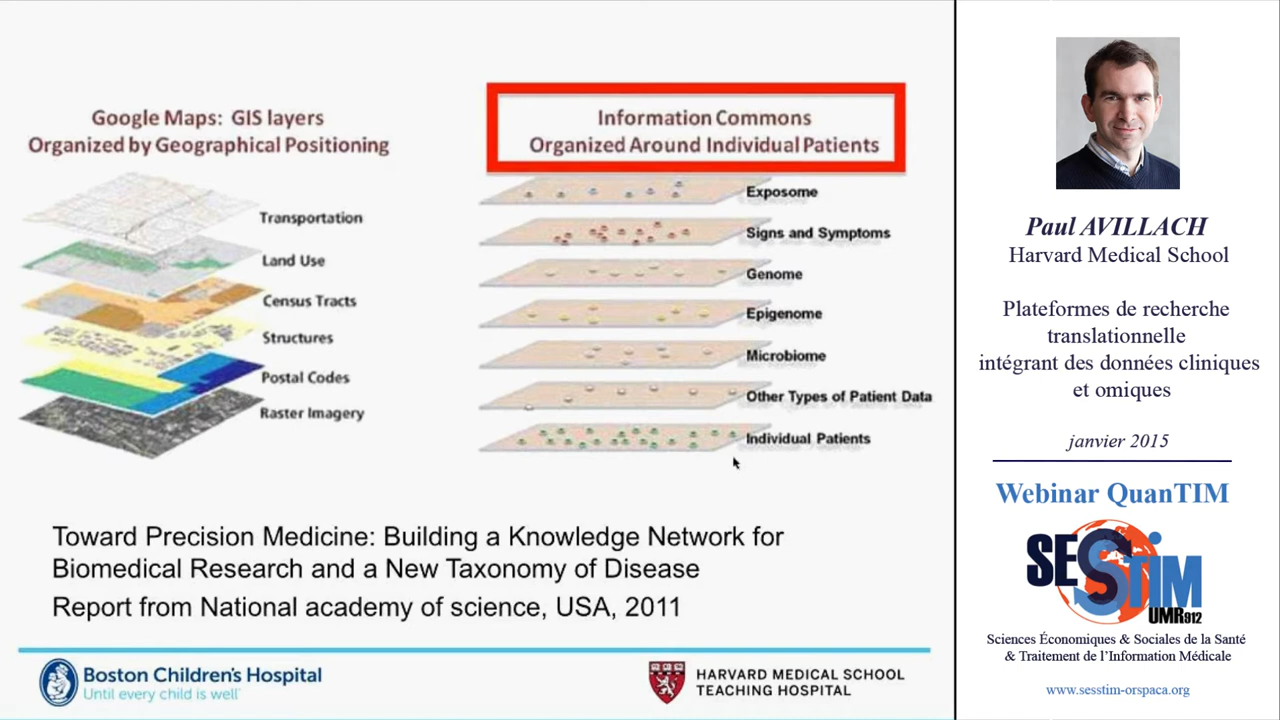 Google Maps: GIS layers
Organized by Geographical Positioning
Transportation
Land Use
Census Tracts
Structures
Postal Codes
Raster Imagery
Information Commons
Organized Around Individual Patients
Exposome
Signs and Symptoms
Genome
Epigenome
Microbiome
Other Types of Patient Data
Individual Patients
Toward Precision Medicine: Building a Knowledge Network for
Biomedical Research and a New Taxonomy of Disease
Report from National academy of science, USA, 2011
Boston Children's Hospital
Until every child is well
HARVARD MEDICAL SCHOOL
TEACHING HOSPITAL
Paul AVILLACH
Harvard Medical School
Plateformes de recherche
translationnelle
intégrant des données cliniques
et omiques
janvier 2015
Webinar QuanTIM
SESSTIM
UMR912
Sciences Économiques & Sociales de la Santé
& Traitement de l'Information Médicale
www.sesstim-orspaca.org